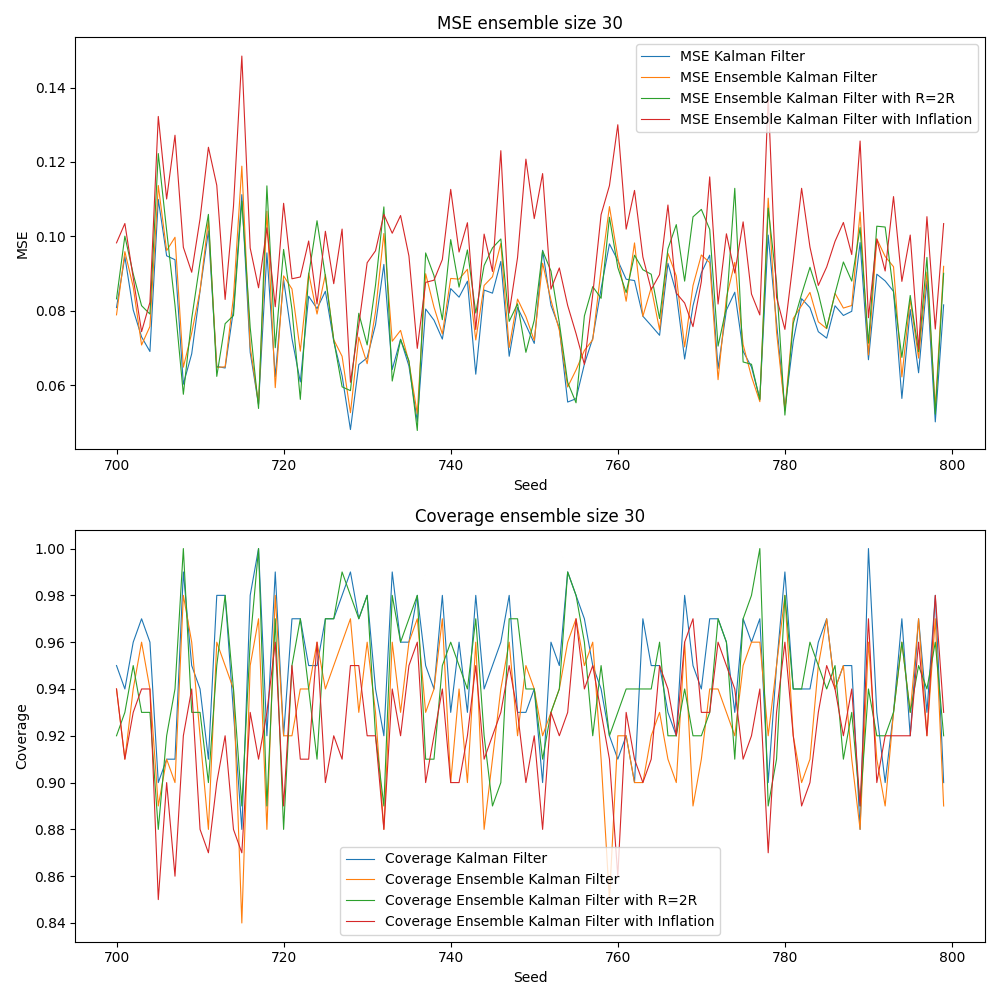 MSE ensemble size 30
MSE Kalman Filter
MSE Ensemble Kalman Filter
MSE Ensemble Kalman Filter with R=2R
MSE Ensemble Kalman Filter with Inflation
MSE
0.14
0.12
0.10
0.08
0.06
700 720 740 760 780 800
Seed
Coverage ensemble size 30
Coverage
1.00
0.98
0.96
0.94
0.92
0.90
0.88
0.86
0.84
Coverage Kalman Filter
Coverage Ensemble Kalman Filter
Coverage Ensemble Kalman Filter with R=2R
Coverage Ensemble Kalman Filter with Inflation
700 720 740 760 780 800
Seed